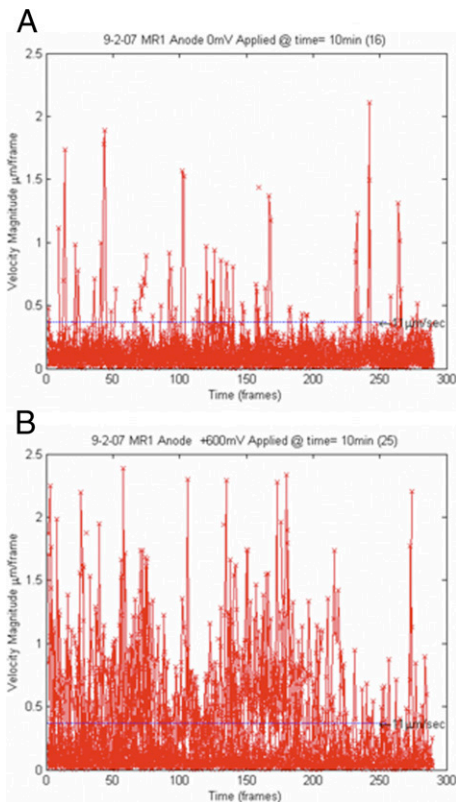 A
9-2-07 MR1 Anode 0mV Applied @ time= 10min (16)
Velocity Magnitude μm/frame
2.5
2
1.5
1
0.5
0
← 11 μm/sec
0 50 100 150 200 250 300
Time (frames)
B
9-2-07 MR1 Anode +600mV Applied @ time= 10min (25)
Velocity Magnitude μm/frame
2.5
2
1.5
1
0.5
0
← 11 μm/sec
0 50 100 150 200 250 300
Time (frames)